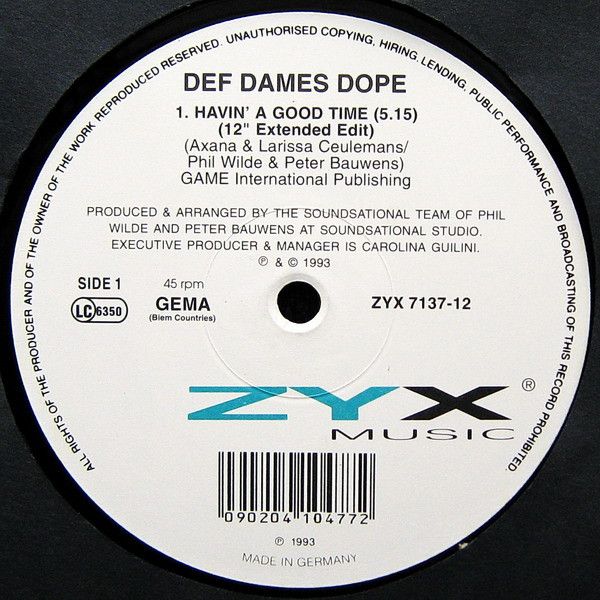 ALL RIGHTS OF THE PRODUCER AND OF THE OWNER OF THE WORK REPRODUCED RESERVED. UNAUTHORISED COPYING, HIRING, LENDING, PUBLIC PERFORMANCE AND BROADCASTING OF THIS RECORD PROHIBITED.
DEF DAMES DOPE
1. HAVIN' A GOOD TIME (5.15)
(12" Extended Edit)
(Axana & Larissa Ceulemans/
Phil Wilde & Peter Bauwens)
GAME International Publishing
PRODUCED & ARRANGED BY THE SOUNDSATIONAL TEAM OF PHIL
WILDE AND PETER BAUWENS AT SOUNDSATIONAL STUDIO.
EXECUTIVE PRODUCER & MANAGER IS CAROLINA GUILINI.
℗ & © 1993
SIDE 1
45 rpm
LC 6350
GEMA
(Biem Countries)
ZYX 7137-12
ZYX ®
MUSIC
090204 104772
℗ 1993
MADE IN GERMANY